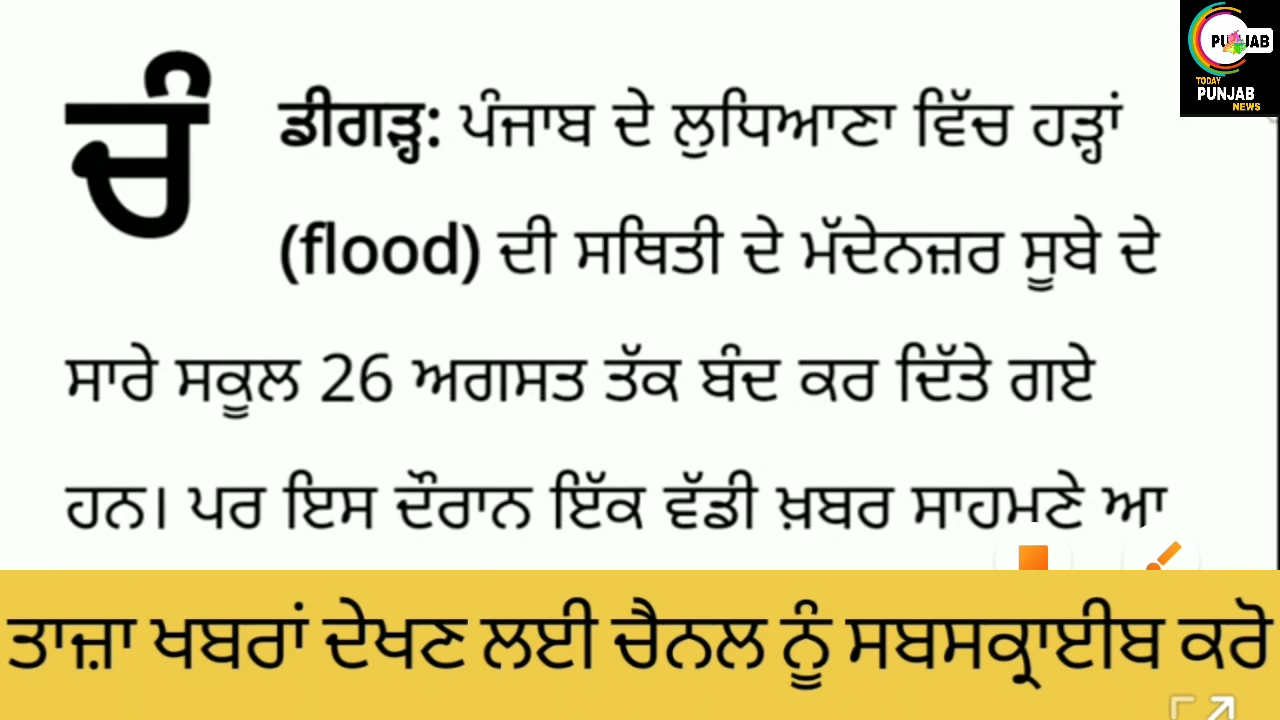 ਚੰਡੀਗੜ੍ਹ: ਪੰਜਾਬ ਦੇ ਲੁਧਿਆਣਾ ਵਿੱਚ ਹੜ੍ਹਾਂ
(flood) ਦੀ ਸਥਿਤੀ ਦੇ ਮੱਦੇਨਜ਼ਰ ਸੂਬੇ ਦੇ
ਸਾਰੇ ਸਕੂਲ 26 ਅਗਸਤ ਤੱਕ ਬੰਦ ਕਰ ਦਿੱਤੇ ਗਏ
ਹਨ। ਪਰ ਇਸ ਦੌਰਾਨ ਇੱਕ ਵੱਡੀ ਖ਼ਬਰ ਸਾਹਮਣੇ ਆ
ਤਾਜ਼ਾ ਖਬਰਾਂ ਦੇਖਣ ਲਈ ਚੈਨਲ ਨੂੰ ਸਬਸਕ੍ਰਾਈਬ ਕਰੋ
PUNJAB
TODAY
PUNJAB
NEWS